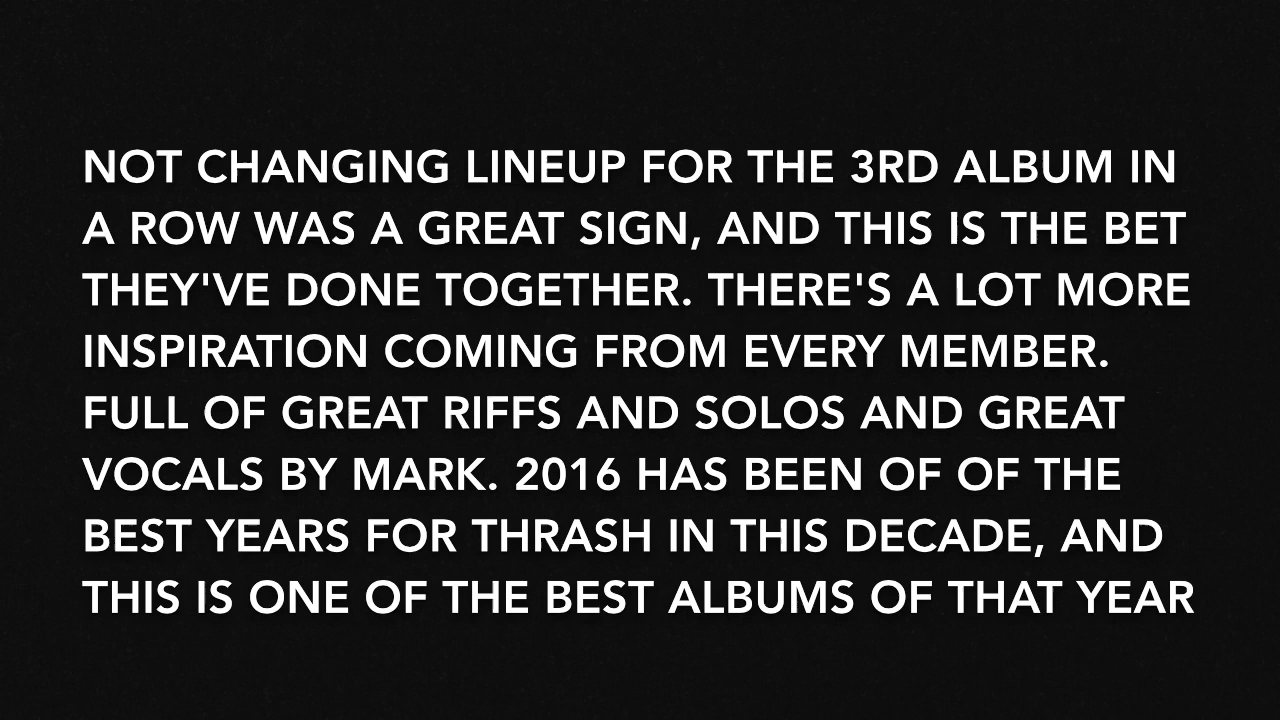 NOT CHANGING LINEUP FOR THE 3RD ALBUM IN
A ROW WAS A GREAT SIGN, AND THIS IS THE BET
THEY'VE DONE TOGETHER. THERE'S A LOT MORE
INSPIRATION COMING FROM EVERY MEMBER.
FULL OF GREAT RIFFS AND SOLOS AND GREAT
VOCALS BY MARK. 2016 HAS BEEN OF OF THE
BEST YEARS FOR THRASH IN THIS DECADE, AND
THIS IS ONE OF THE BEST ALBUMS OF THAT YEAR